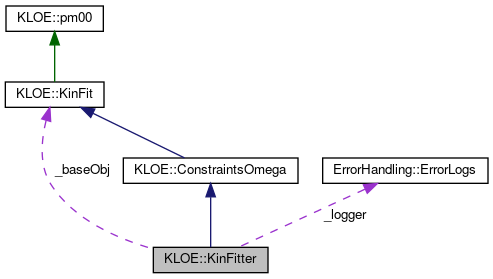 KLOE::pm00
KLOE::KinFit
_baseObj
KLOE::ConstraintsOmega
ErrorHandling::ErrorLogs
_logger
KLOE::KinFitter